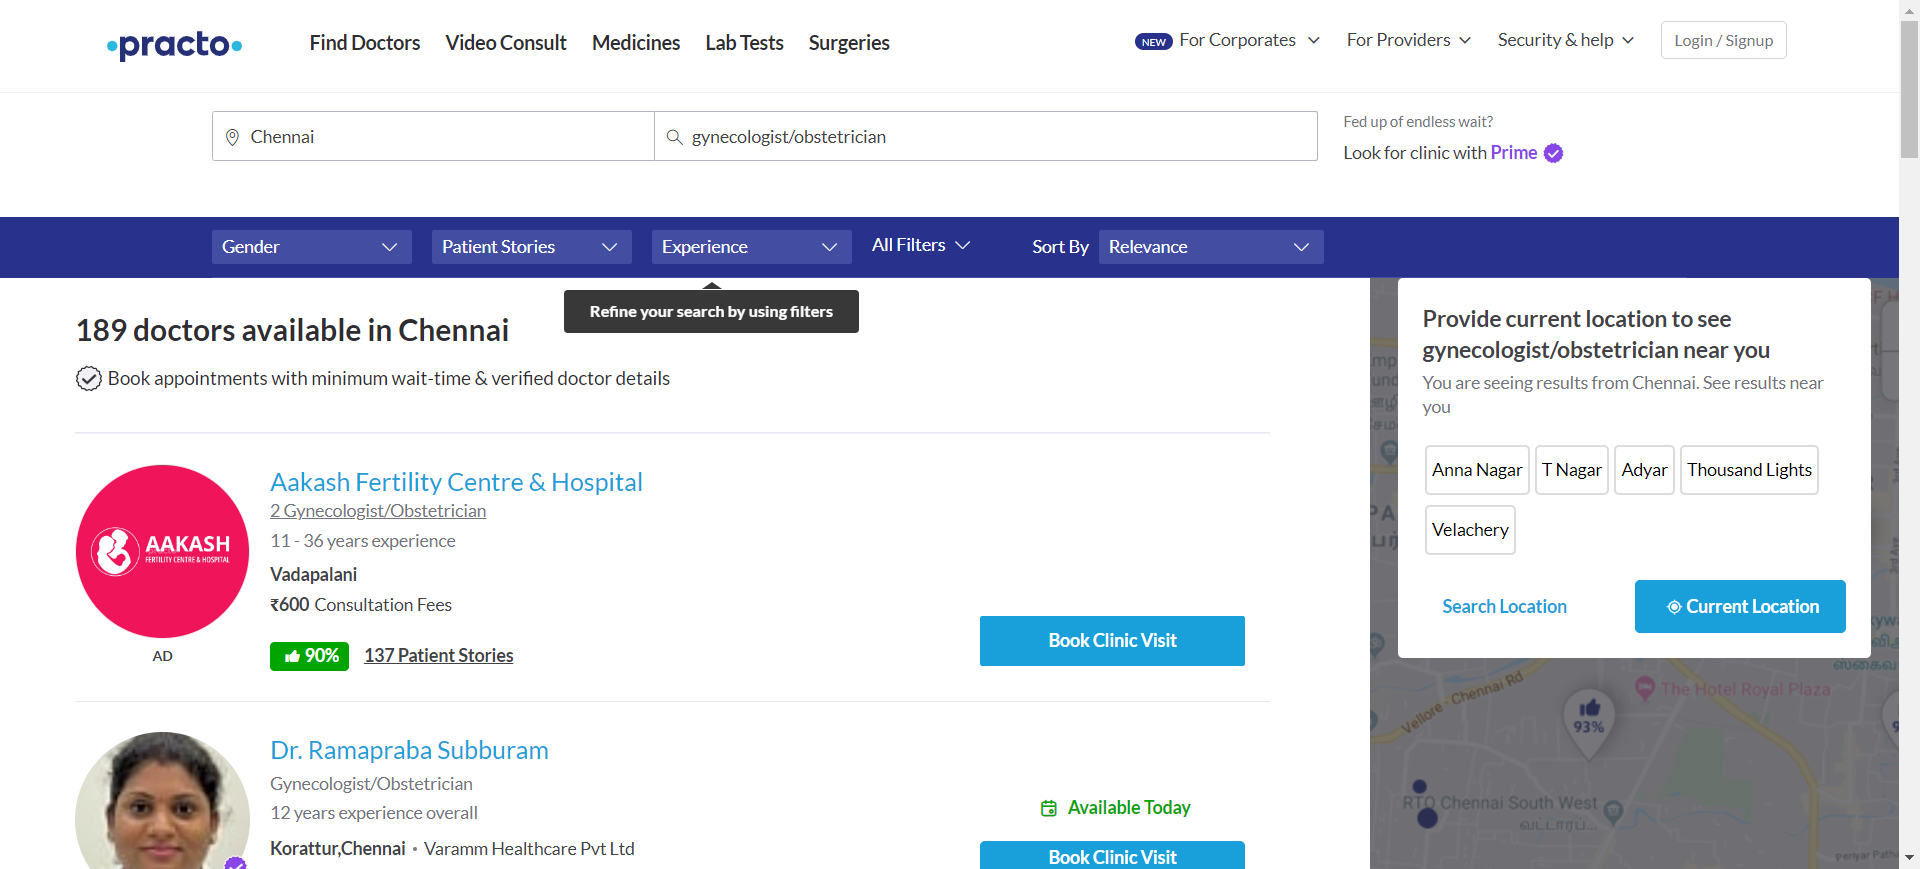 practo
Find Doctors
Video Consult
Medicines
Lab Tests
Surgeries
NEW For Corporates
For Providers
Security & help
Login / Signup
Chennai
gynecologist/obstetrician
Fed up of endless wait?
Look for clinic with Prime
Gender
Patient Stories
Experience
All Filters
Sort By
Relevance
Refine your search by using filters
189 doctors available in Chennai
Book appointments with minimum wait-time & verified doctor details
AAKASH
FERTILITY CENTRE & HOSPITAL
AD
Aakash Fertility Centre & Hospital
2 Gynecologist/Obstetrician
11 - 36 years experience
Vadapalani
₹600 Consultation Fees
90%
137 Patient Stories
Book Clinic Visit
Dr. Ramapraba Subburam
Gynecologist/Obstetrician
12 years experience overall
Korattur,Chennai • Varamm Healthcare Pvt Ltd
Available Today
Book Clinic Visit
Provide current location to see
gynecologist/obstetrician near you
You are seeing results from Chennai. See results near
you
Anna Nagar
T Nagar
Adyar
Thousand Lights
Velachery
Search Location
Current Location
Vellore - Chennai Rd
The Hotel Royal Plaza
93%
RTO Chennai South West
வட்டாரப்...